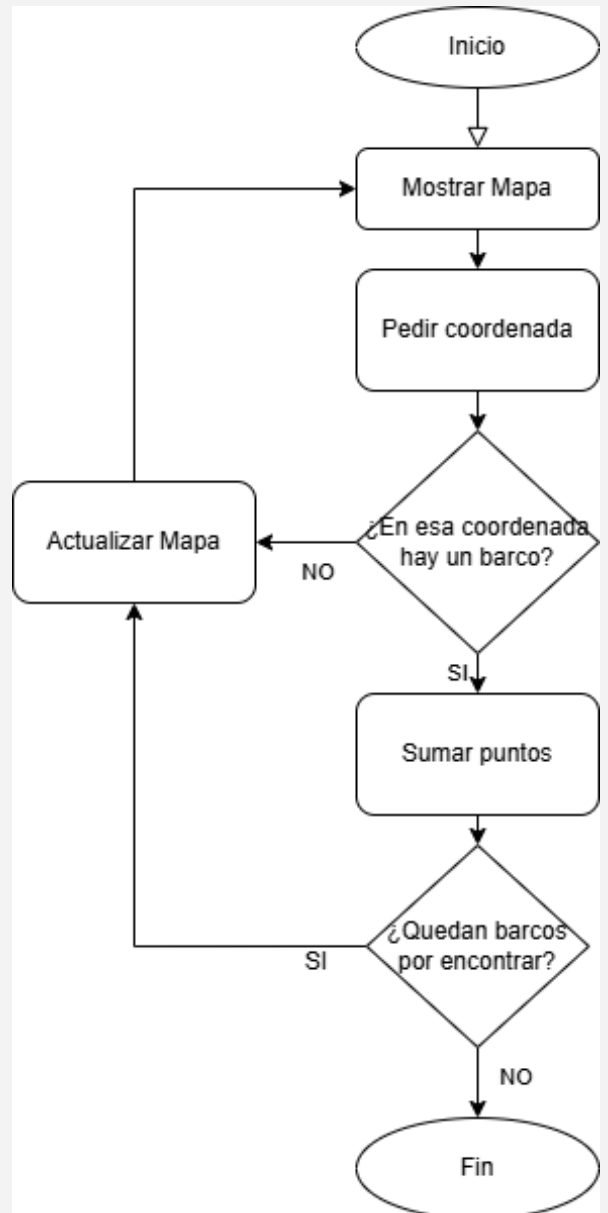 Inicio
Mostrar Mapa
Pedir coordenada
¿En esa coordenada
hay un barco?
NO
Actualizar Mapa
SI
Sumar puntos
¿Quedan barcos
por encontrar?
SI
NO
Fin